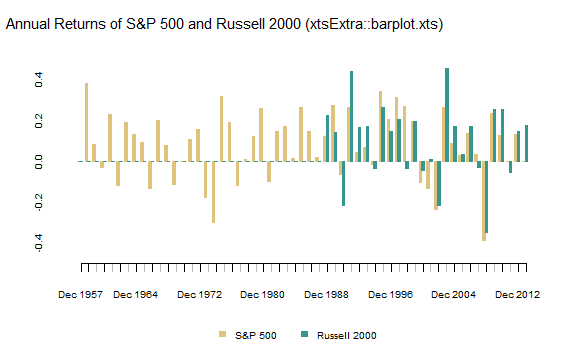 Annual Returns of S&P 500 and Russell 2000 (xtsExtra::barplot.xts)
0.4
0.2
0.0
-0.2
-0.4
Dec 1957 Dec 1964 Dec 1972 Dec 1980 Dec 1988 Dec 1996 Dec 2004 Dec 2012
S&P 500 Russell 2000